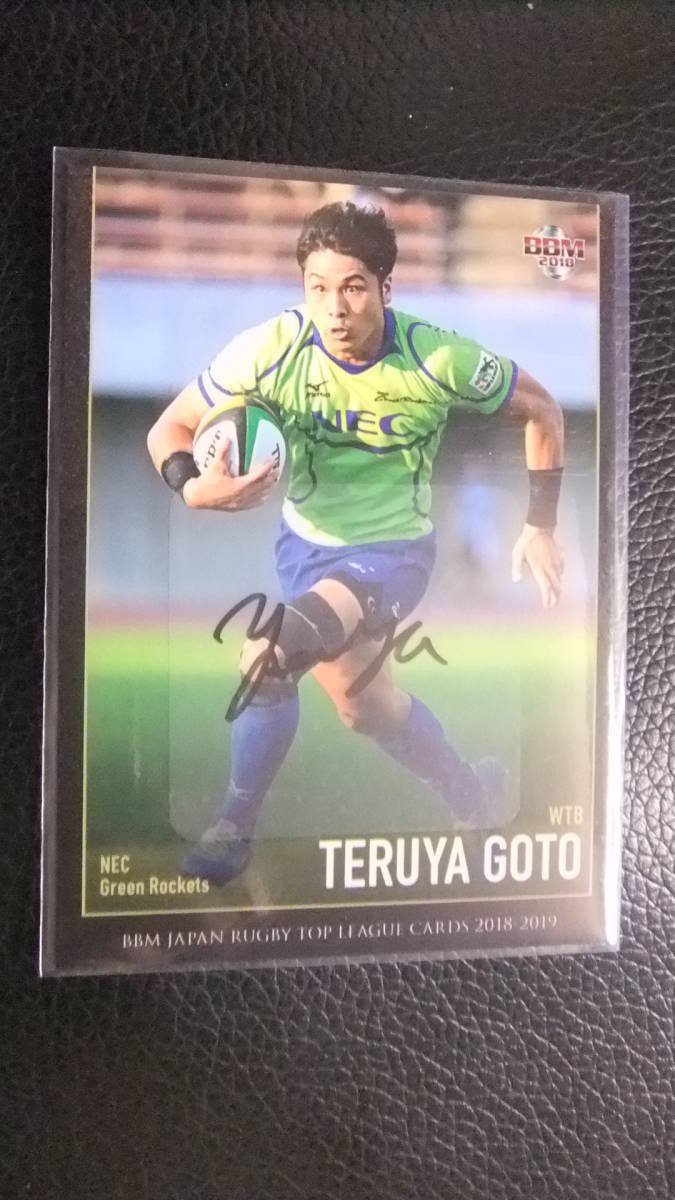 BBM
2018
NEC
WTB
TERUYA GOTO
NEC
Green Rockets
BBM JAPAN RUGBY TOP LEAGUE CARDS 2018-2019